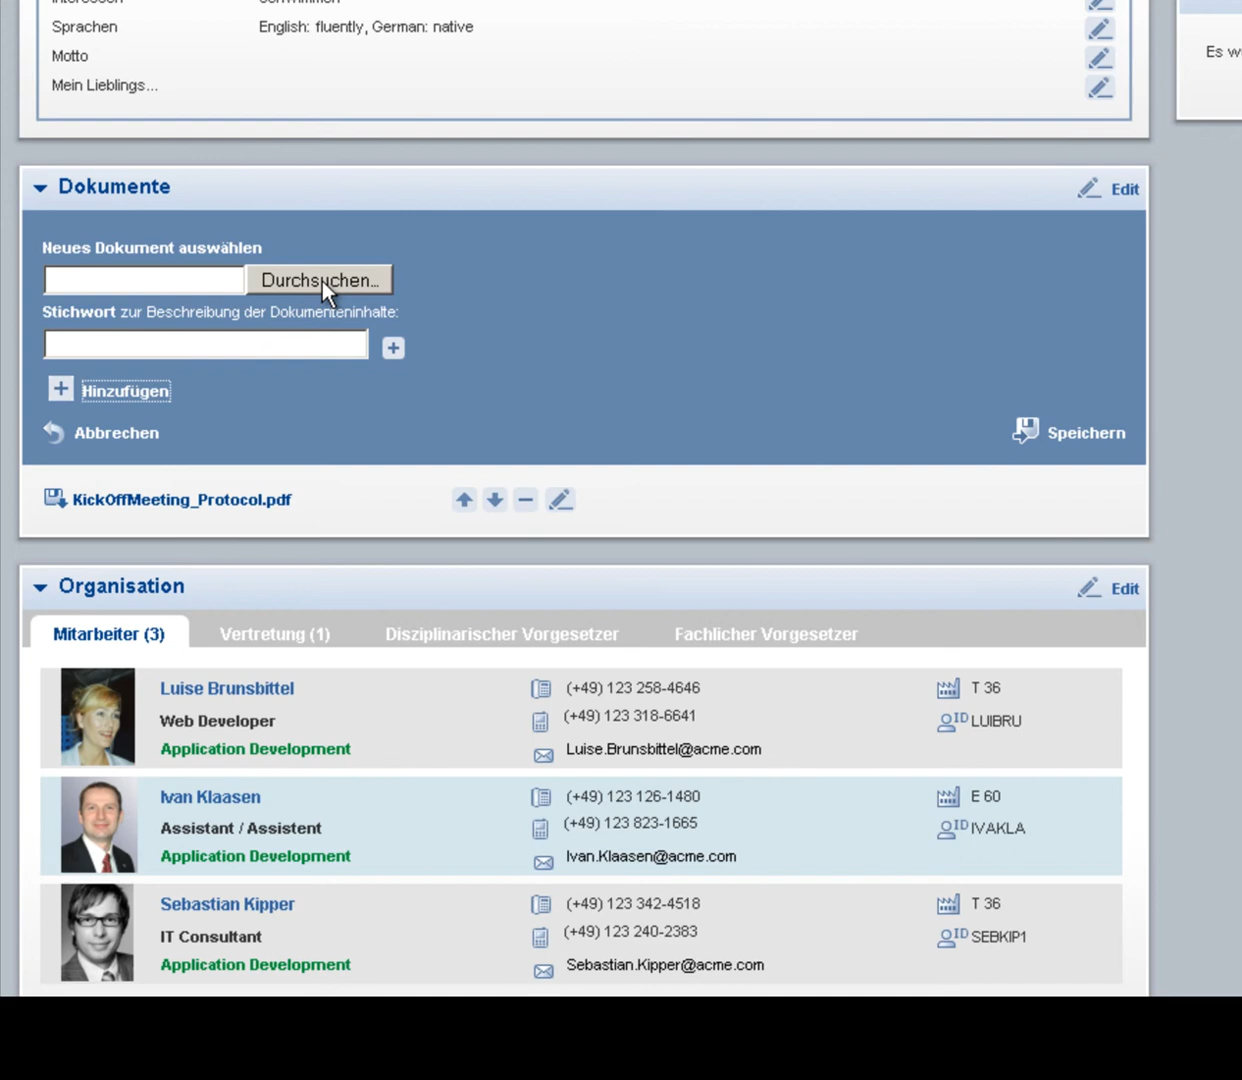 Sprachen English: fluently, German: native
Motto
Mein Lieblings...
Es w
Dokumente Edit
Neues Dokument auswählen
Durchsuchen...
Stichwort zur Beschreibung der Dokumenteninhalte:
Hinzufügen
Abbrechen Speichern
KickOffMeeting_Protocol.pdf
Organisation Edit
Mitarbeiter (3) Vertretung (1) Disziplinarischer Vorgesetzer Fachlicher Vorgesetzer
Luise Brunsbittel (+49) 123 258-4646 T 36
Web Developer (+49) 123 318-6641 ID LUIBRU
Application Development Luise.Brunsbittel@acme.com
Ivan Klaasen (+49) 123 126-1480 E 60
Assistant / Assistent (+49) 123 823-1665 ID IVAKLA
Application Development Ivan.Klaasen@acme.com
Sebastian Kipper (+49) 123 342-4518 T 36
IT Consultant (+49) 123 240-2383 ID SEBKIP1
Application Development Sebastian.Kipper@acme.com